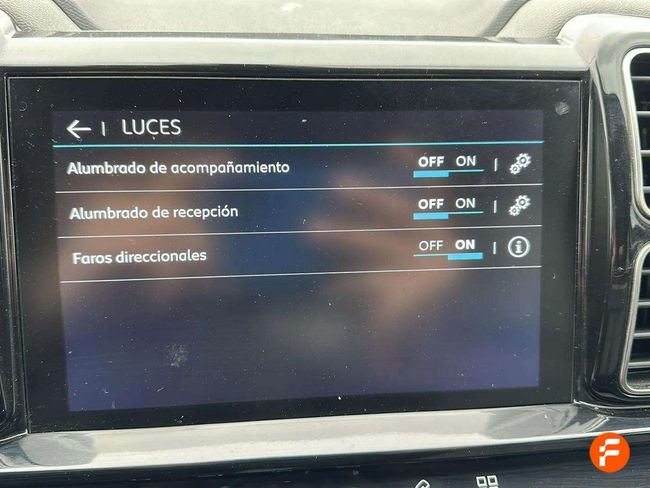 LUCES
Alumbrado de acompañamiento OFF ON
Alumbrado de recepción OFF ON
Faros direccionales OFF ON